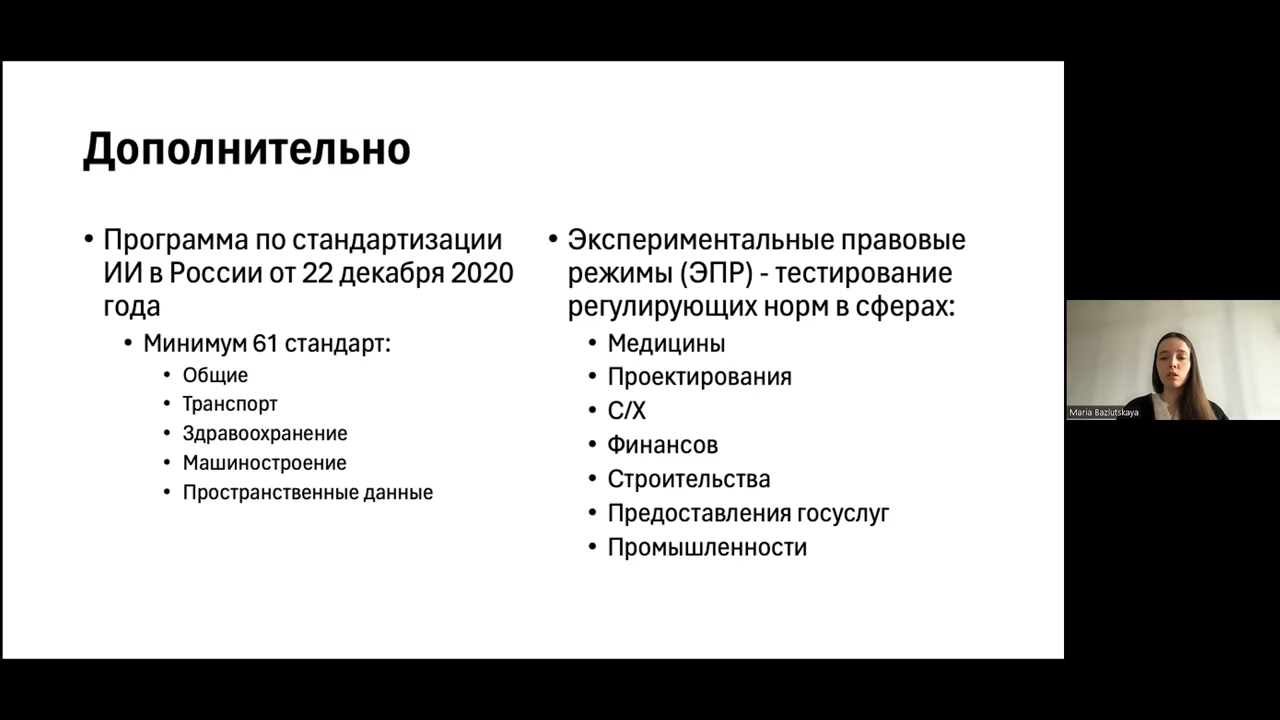 Дополнительно
• Программа по стандартизации
ИИ в России от 22 декабря 2020
года
• Минимум 61 стандарт:
• Общие
• Транспорт
• Здравоохранение
• Машиностроение
• Пространственные данные
• Экспериментальные правовые
режимы (ЭПР) - тестирование
регулирующих норм в сферах:
• Медицины
• Проектирования
• С/Х
• Финансов
• Строительства
• Предоставления госуслуг
• Промышленности
Maria Bazlutskaya